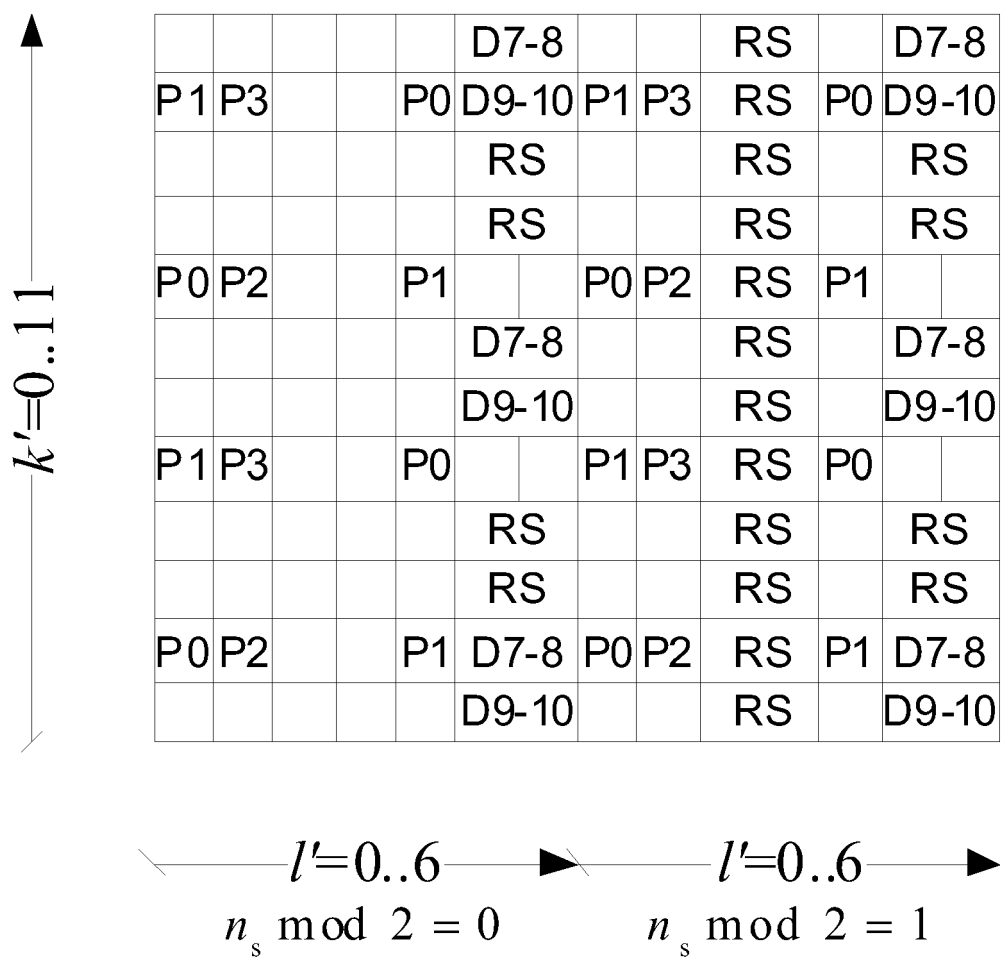 D7-8 RS D7-8
P1 P3 P0 D9-10 P1 P3 RS P0 D9-10
RS RS RS
RS RS RS
P0 P2 P1 P0 P2 RS P1
D7-8 RS D7-8
D9-10 RS D9-10
P1 P3 P0 P1 P3 RS P0
RS RS RS
RS RS RS
P0 P2 P1 D7-8 P0 P2 RS P1 D7-8
D9-10 RS D9-10
k'=0..11
l'=0..6 l'=0..6
n_s mod 2 = 0 n_s mod 2 = 1